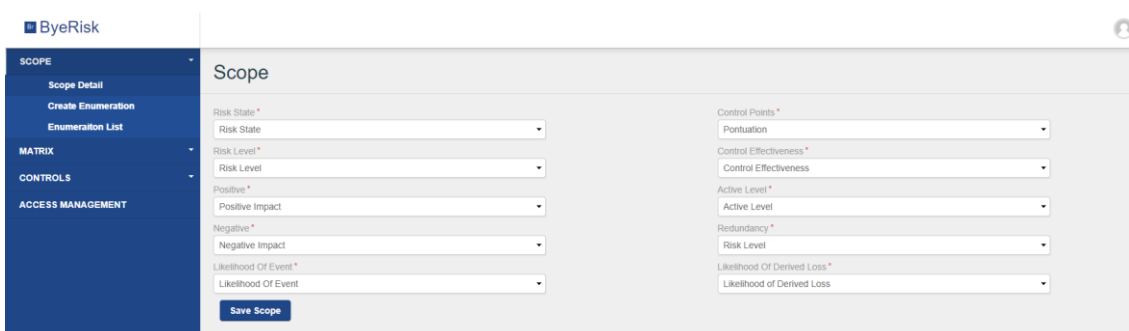 Br ByeRisk
SCOPE
Scope Detail
Create Enumeration
Enumeraiton List
MATRIX
CONTROLS
ACCESS MANAGEMENT
Scope
Risk State *
Risk State
Risk Level *
Risk Level
Positive *
Positive Impact
Negative *
Negative Impact
Likelihood Of Event *
Likelihood Of Event
Control Points *
Pontuation
Control Effectiveness *
Control Effectiveness
Active Level *
Active Level
Redundancy *
Risk Level
Likelihood Of Derived Loss *
Likelihood of Derived Loss
Save Scope